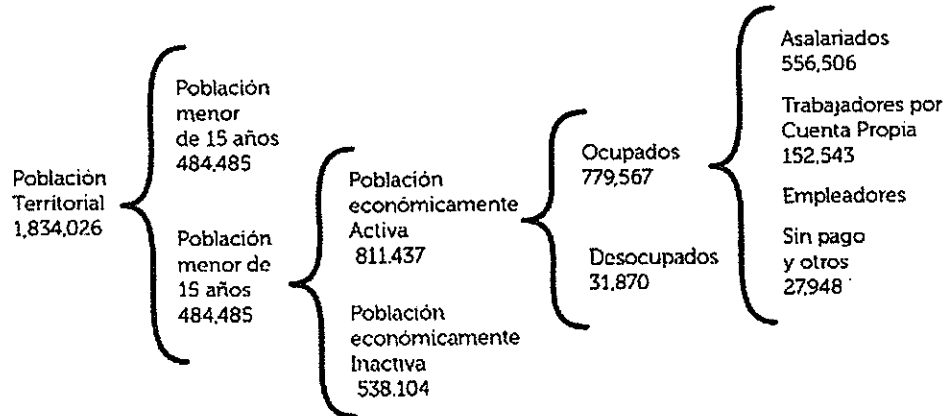 Población
Territorial
1,834,026
Población
menor
de 15 años
484,485
Población
menor de
15 años
484,485
Población
económicamente
Activa
811.437
Población
económicamente
Inactiva
538.104
Ocupados
779,567
Desocupados
31,870
Asalariados
556,506
Trabajadores por
Cuenta Propia
152,543
Empleadores
Sin pago
y otros
27,948